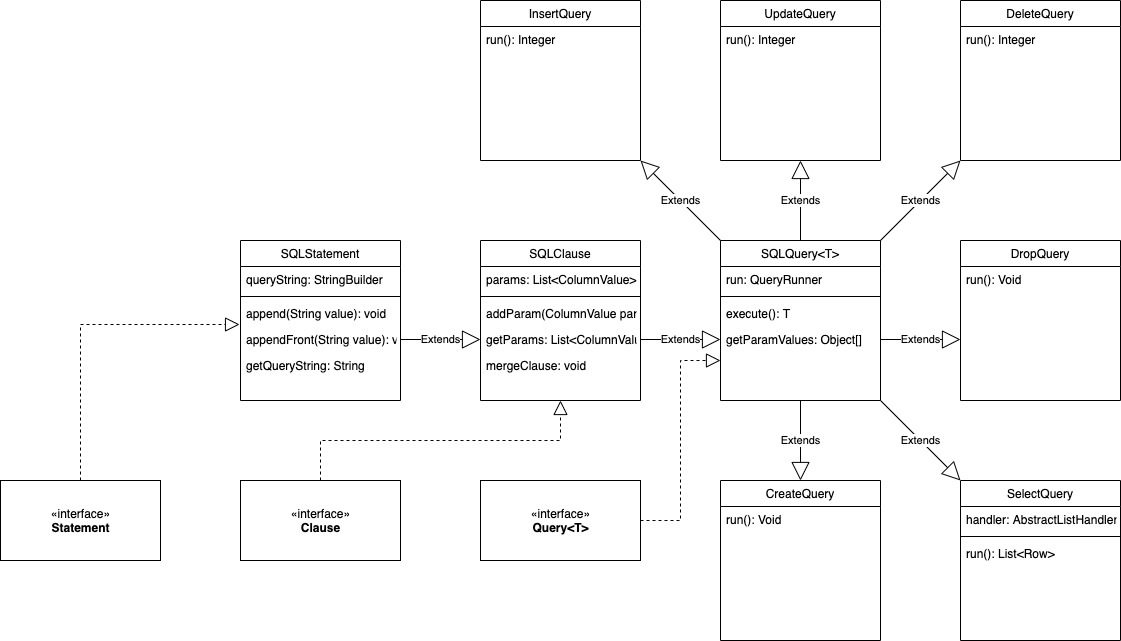 InsertQuery
run(): Integer
UpdateQuery
run(): Integer
DeleteQuery
run(): Integer
Extends
Extends
Extends
SQLStatement
queryString: StringBuilder
append(String value): void
appendFront(String value): v
getQueryString: String
Extends
SQLClause
params: List<ColumnValue>
addParam(ColumnValue par
getParams: List<ColumnValu
mergeClause: void
Extends
SQLQuery<T>
run: QueryRunner
execute(): T
getParamValues: Object[]
Extends
DropQuery
run(): Void
Extends
Extends
«interface»
Statement
«interface»
Clause
«interface»
Query<T>
CreateQuery
run(): Void
SelectQuery
handler: AbstractListHandler
run(): List<Row>